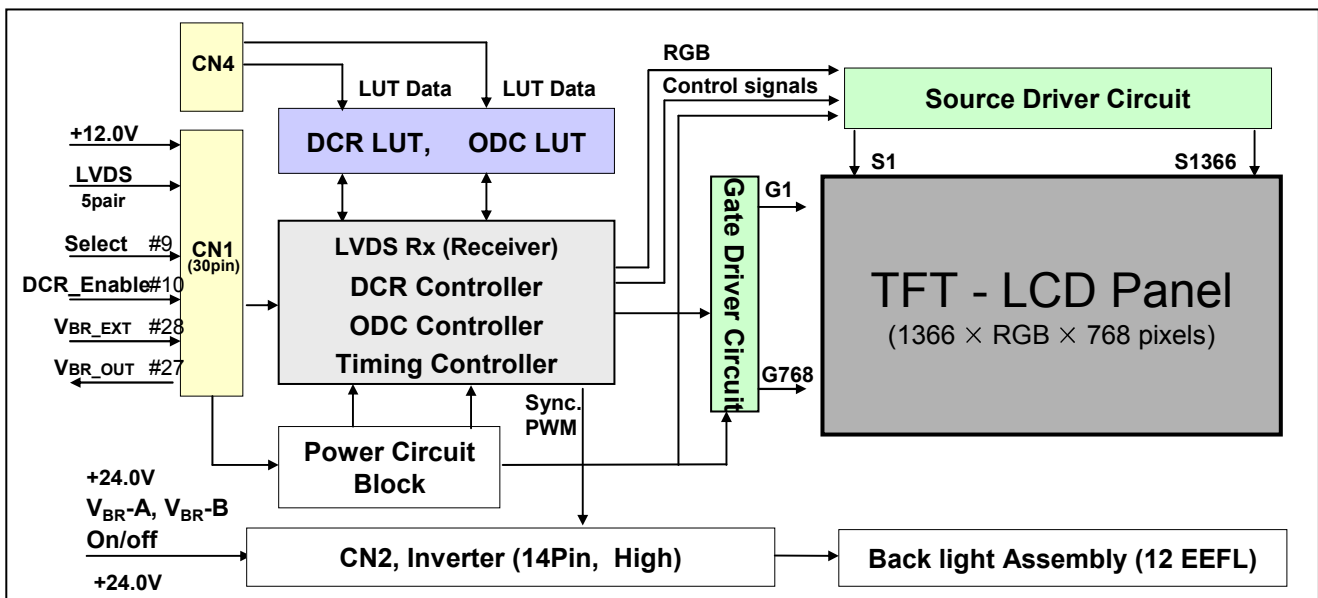 CN4
RGB
Control signals
Source Driver Circuit
LUT Data
LUT Data
DCR LUT, ODC LUT
S1
S1366
+12.0V
LVDS
5pair
Select #9
DCR_Enable#10
VBR_EXT #28
VBR_OUT #27
CN1
(30pin)
LVDS Rx (Receiver)
DCR Controller
ODC Controller
Timing Controller
Gate Driver Circuit
G1
G768
TFT - LCD Panel
(1366 × RGB × 768 pixels)
Sync.
PWM
Power Circuit
Block
+24.0V
VBR-A, VBR-B
On/off
+24.0V
CN2, Inverter (14Pin, High)
Back light Assembly (12 EEFL)